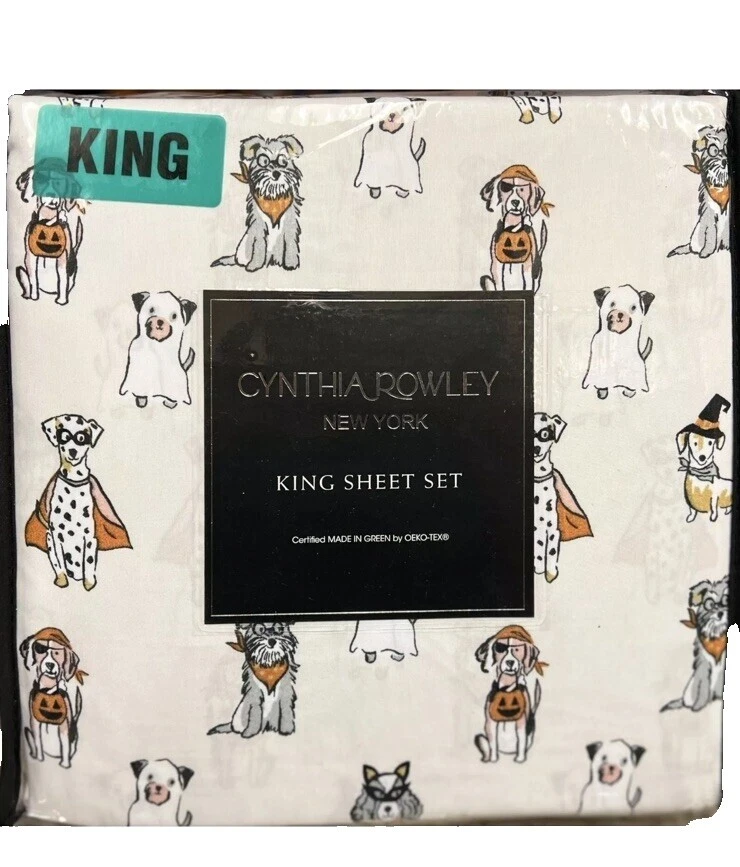 KING
CYNTHIA ROWLEY
NEW YORK
KING SHEET SET
Certified MADE IN GREEN by OEKO-TEX®